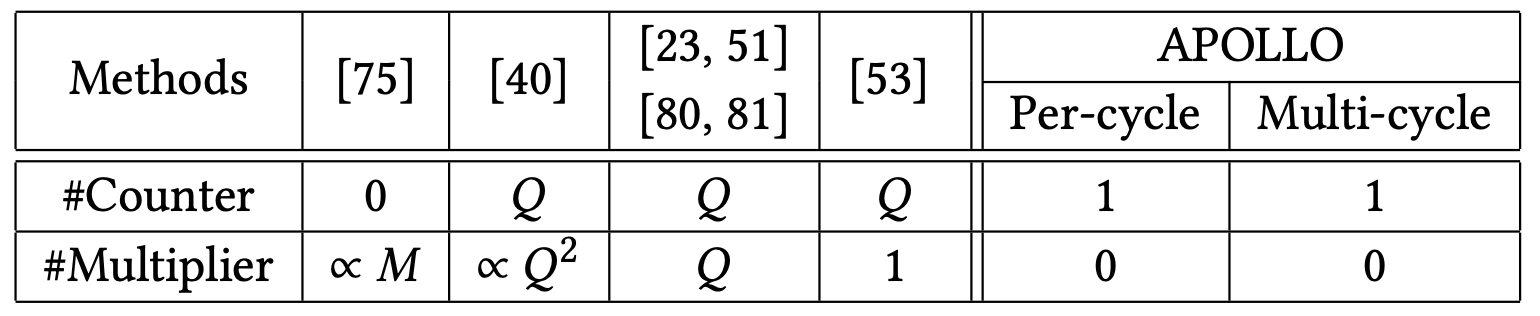 Methods [75] [40] [23, 51] [80, 81] [53] APOLLO
Per-cycle Multi-cycle
#Counter 0 Q Q Q 1 1
#Multiplier ∝ M ∝ Q² Q 1 0 0